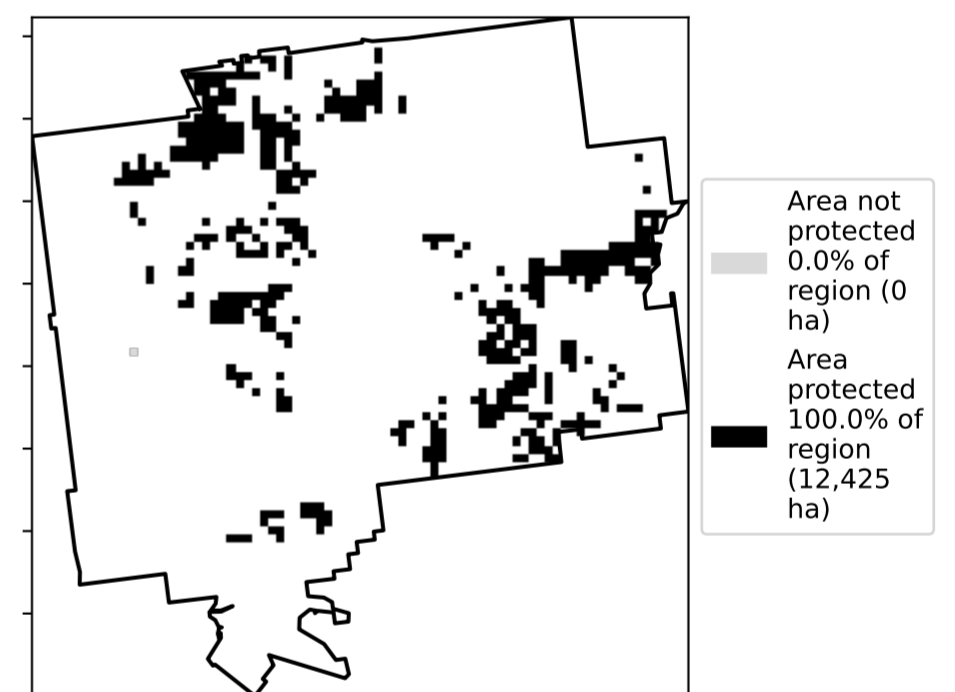 Area not
protected
0.0% of
region (0
ha)
Area
protected
100.0% of
region
(12,425
ha)